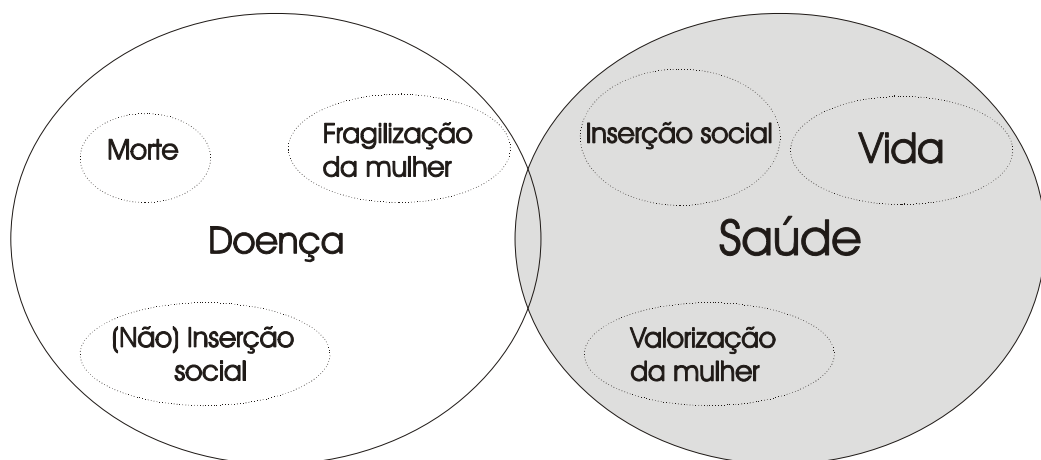 Morte
Fragilização
da mulher
Doença
(Não) Inserção
social
Inserção social
Vida
Saúde
Valorização
da mulher